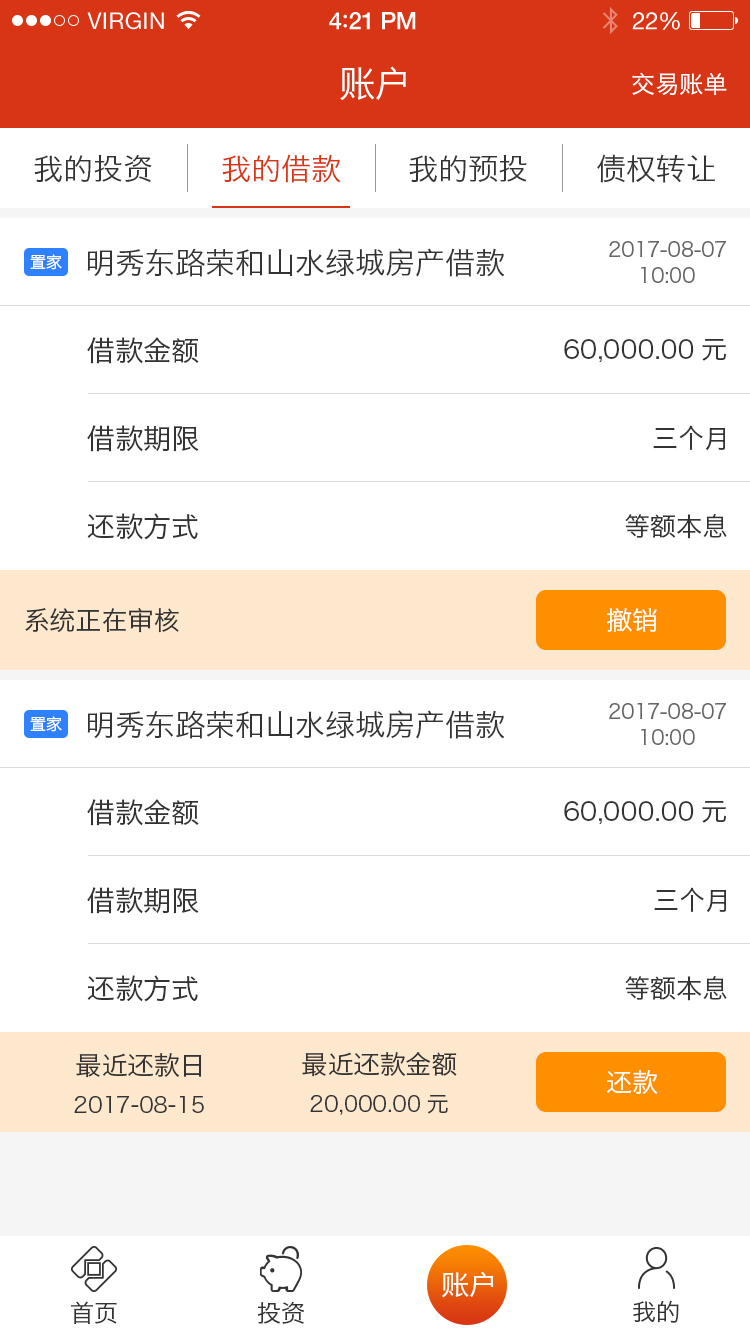 VIRGIN 4:21 PM 22%
账户 交易账单
我的投资 我的借款 我的预投 债权转让
置家 明秀东路荣和山水绿城房产借款 2017-08-07
10:00
借款金额 60,000.00 元
借款期限 三个月
还款方式 等额本息
系统正在审核 撤销
置家 明秀东路荣和山水绿城房产借款 2017-08-07
10:00
借款金额 60,000.00 元
借款期限 三个月
还款方式 等额本息
最近还款日 最近还款金额 还款
2017-08-15 20,000.00 元
首页 投资 账户 我的